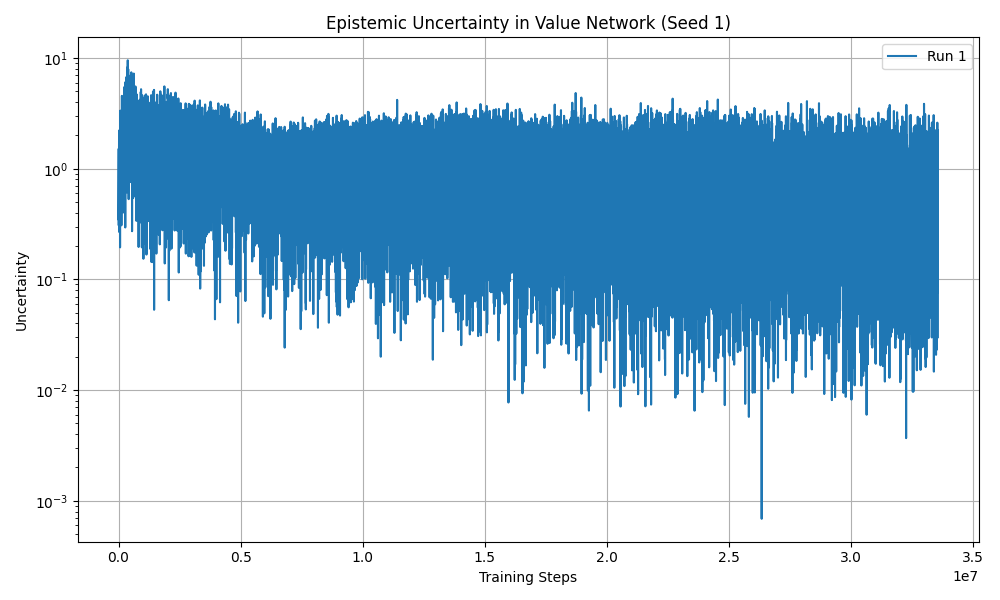 Epistemic Uncertainty in Value Network (Seed 1)
Run 1
Uncertainty
10^1
10^0
10^-1
10^-2
10^-3
0.0 0.5 1.0 1.5 2.0 2.5 3.0 3.5
1e7
Training Steps